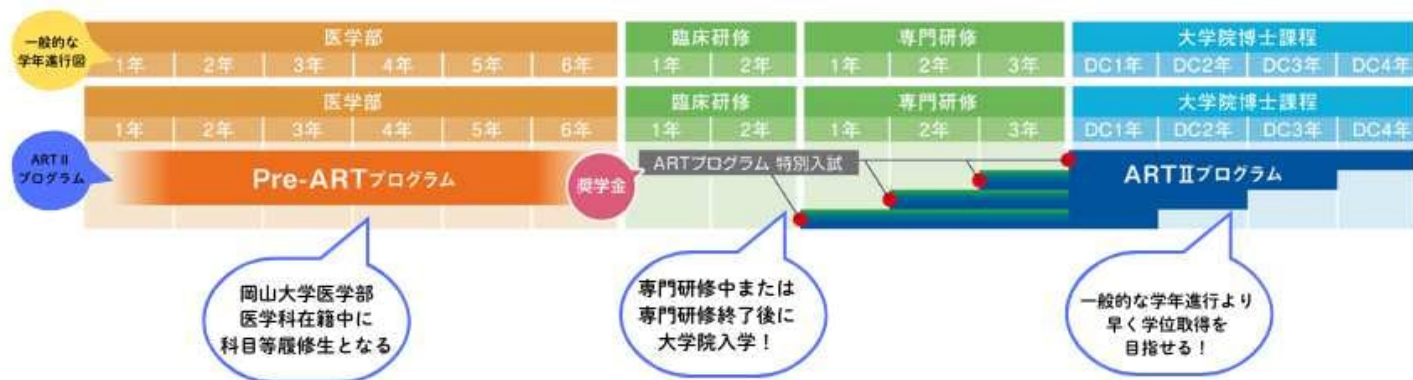 一般的な
学年進行図
医学部 臨床研修 専門研修 大学院博士課程
1年 2年 3年 4年 5年 6年 1年 2年 1年 2年 3年 DC1年 DC2年 DC3年 DC4年
医学部 臨床研修 専門研修 大学院博士課程
1年 2年 3年 4年 5年 6年 1年 2年 1年 2年 3年 DC1年 DC2年 DC3年 DC4年
ART II
プログラム
Pre-ARTプログラム
奨学金
ARTプログラム 特別入試
ARTⅡプログラム
岡山大学医学部
医学科在籍中に
科目等履修生となる
専門研修中または
専門研修終了後に
大学院入学！
一般的な学年進行より
早く学位取得を
目指せる！